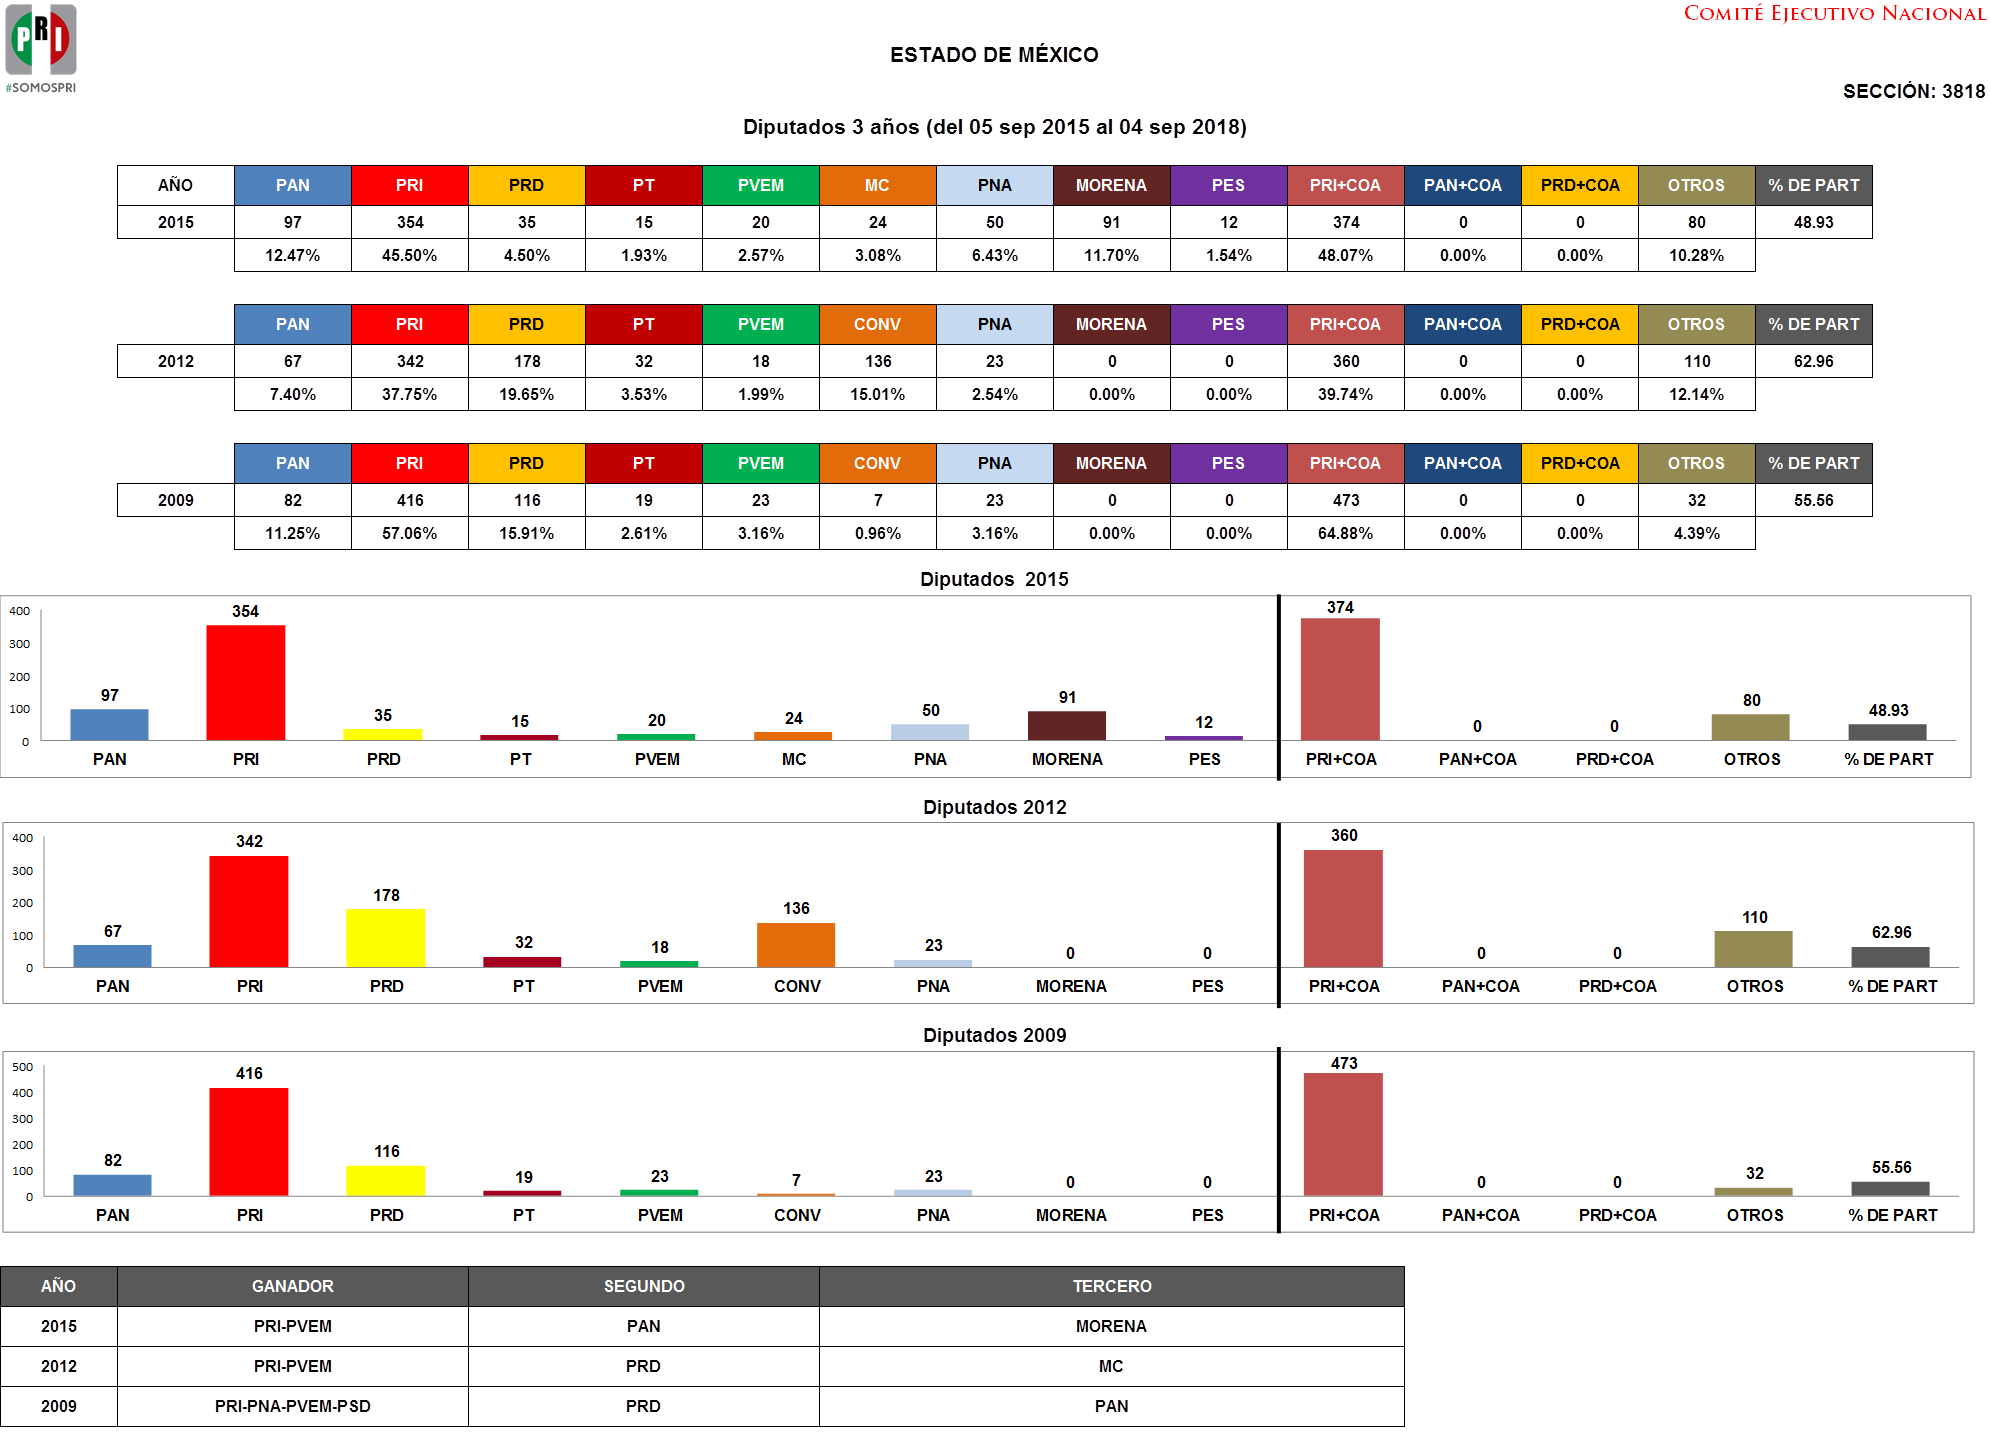 PRI
#SOMOSPRI
COMITÉ EJECUTIVO NACIONAL
ESTADO DE MÉXICO
SECCIÓN: 3818
Diputados 3 años (del 05 sep 2015 al 04 sep 2018)
AÑO PAN PRI PRD PT PVEM MC PNA MORENA PES PRI+COA PAN+COA PRD+COA OTROS % DE PART
2015 97 354 35 15 20 24 50 91 12 374 0 0 80 48.93
12.47% 45.50% 4.50% 1.93% 2.57% 3.08% 6.43% 11.70% 1.54% 48.07% 0.00% 0.00% 10.28%
PAN PRI PRD PT PVEM CONV PNA MORENA PES PRI+COA PAN+COA PRD+COA OTROS % DE PART
2012 67 342 178 32 18 136 23 0 0 360 0 0 110 62.96
7.40% 37.75% 19.65% 3.53% 1.99% 15.01% 2.54% 0.00% 0.00% 39.74% 0.00% 0.00% 12.14%
PAN PRI PRD PT PVEM CONV PNA MORENA PES PRI+COA PAN+COA PRD+COA OTROS % DE PART
2009 82 416 116 19 23 7 23 0 0 473 0 0 32 55.56
11.25% 57.06% 15.91% 2.61% 3.16% 0.96% 3.16% 0.00% 0.00% 64.88% 0.00% 0.00% 4.39%
Diputados 2015
400
300
200
100
0
97 354 35 15 20 24 50 91 12 374 0 0 80 48.93
PAN PRI PRD PT PVEM MC PNA MORENA PES PRI+COA PAN+COA PRD+COA OTROS % DE PART
Diputados 2012
400
300
200
100
0
67 342 178 32 18 136 23 0 0 360 0 0 110 62.96
PAN PRI PRD PT PVEM CONV PNA MORENA PES PRI+COA PAN+COA PRD+COA OTROS % DE PART
Diputados 2009
500
400
300
200
100
0
82 416 116 19 23 7 23 0 0 473 0 0 32 55.56
PAN PRI PRD PT PVEM CONV PNA MORENA PES PRI+COA PAN+COA PRD+COA OTROS % DE PART
AÑO GANADOR SEGUNDO TERCERO
2015 PRI-PVEM PAN MORENA
2012 PRI-PVEM PRD MC
2009 PRI-PNA-PVEM-PSD PRD PAN